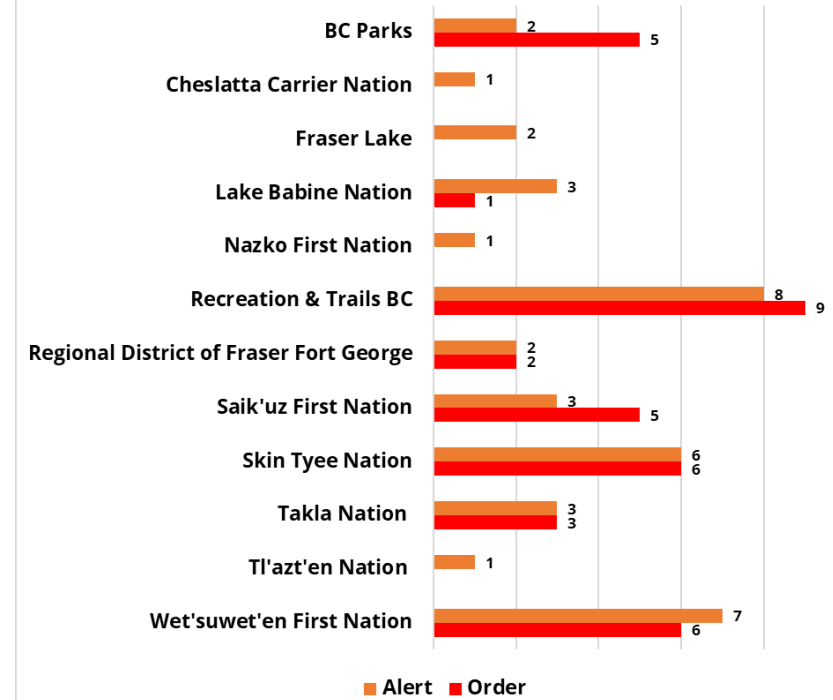 BC Parks
2
5
Cheslatta Carrier Nation
1
Fraser Lake
2
Lake Babine Nation
3
1
Nazko First Nation
1
Recreation & Trails BC
8
9
Regional District of Fraser Fort George
2
2
Saik'uz First Nation
3
5
Skin Tyee Nation
6
6
Takla Nation
3
3
Tl'azt'en Nation
1
Wet'suwet'en First Nation
7
6
Alert Order